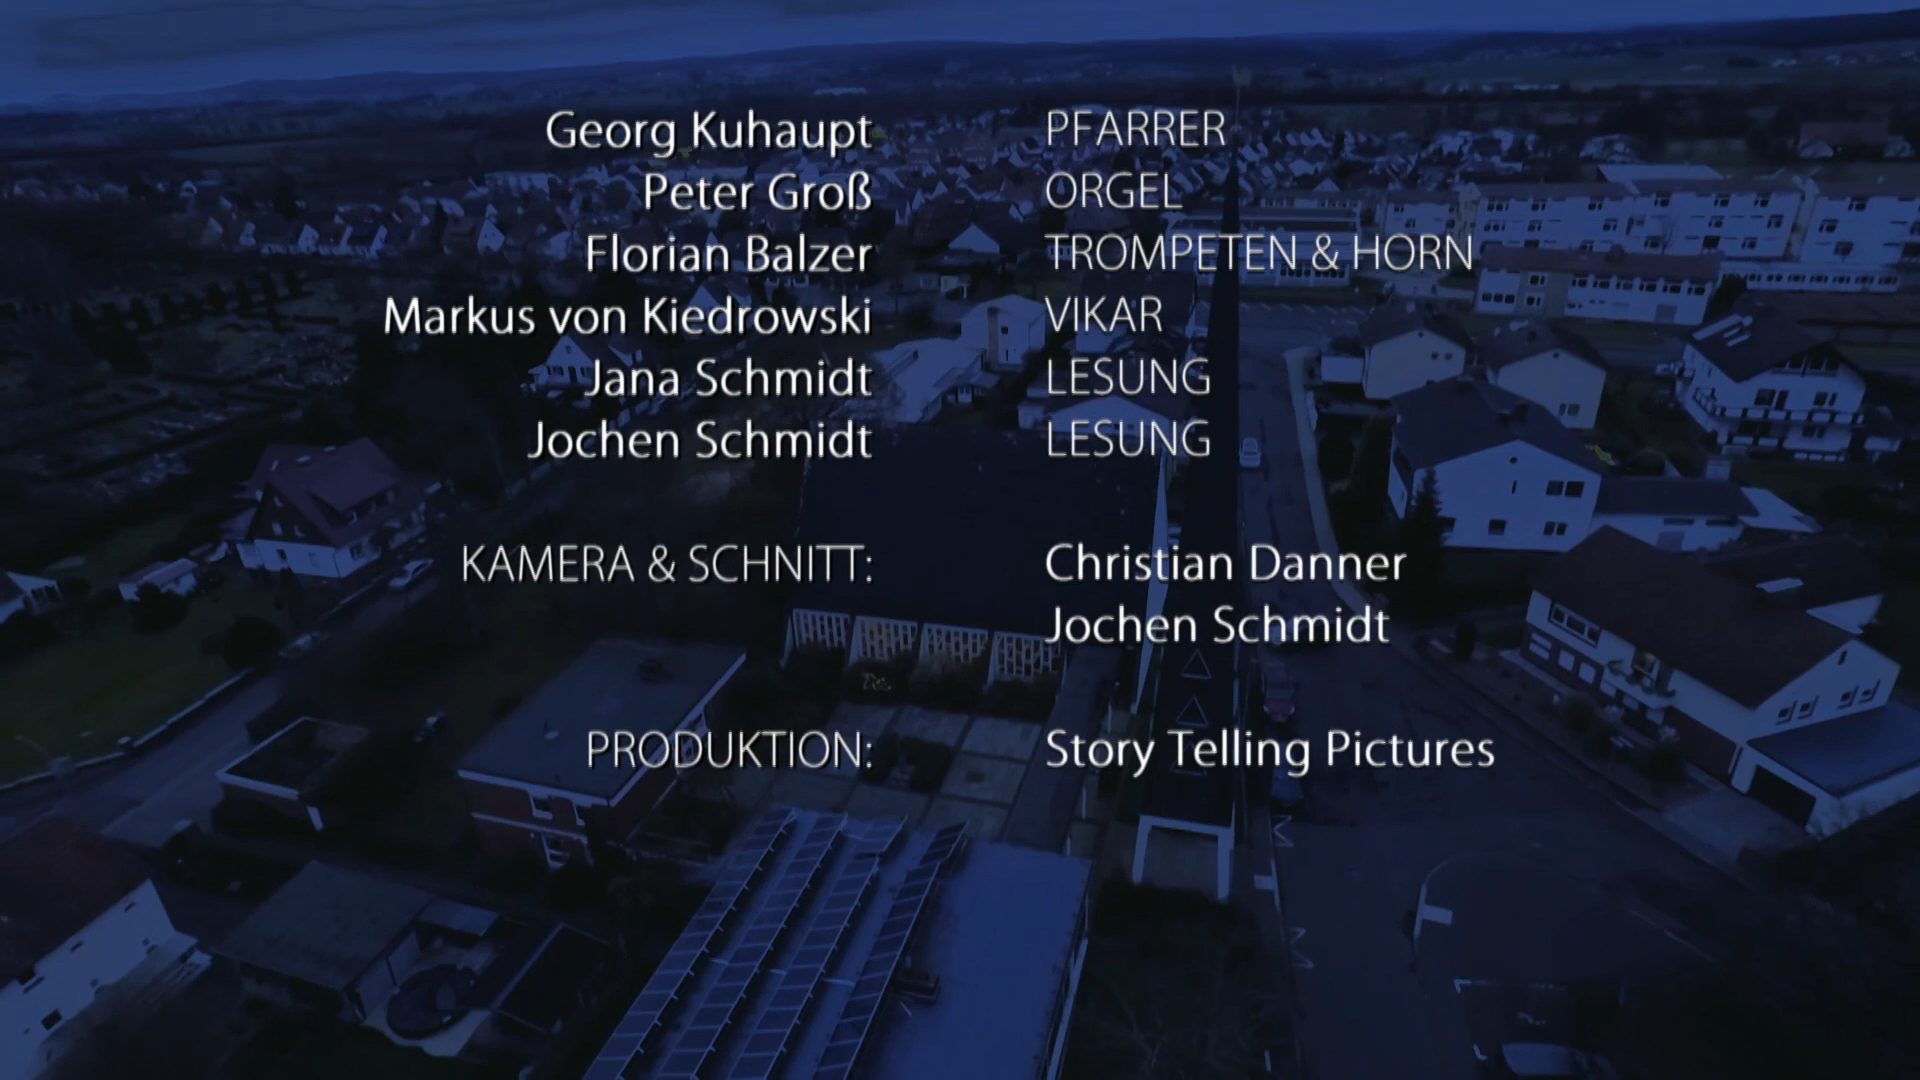 Georg Kuhaupt PFARRER
Peter Groß ORGEL
Florian Balzer TROMPETEN & HORN
Markus von Kiedrowski VIKAR
Jana Schmidt LESUNG
Jochen Schmidt LESUNG
KAMERA & SCHNITT: Christian Danner
Jochen Schmidt
PRODUKTION: Story Telling Pictures